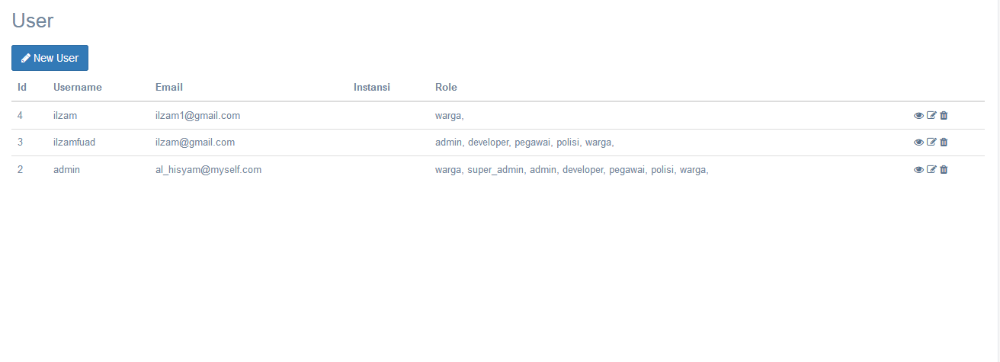 User
New User
Id Username Email Instansi Role
4 ilzam ilzam1@gmail.com warga,
3 ilzamfuad ilzam@gmail.com admin, developer, pegawai, polisi, warga,
2 admin al_hisyam@myself.com warga, super_admin, admin, developer, pegawai, polisi, warga,